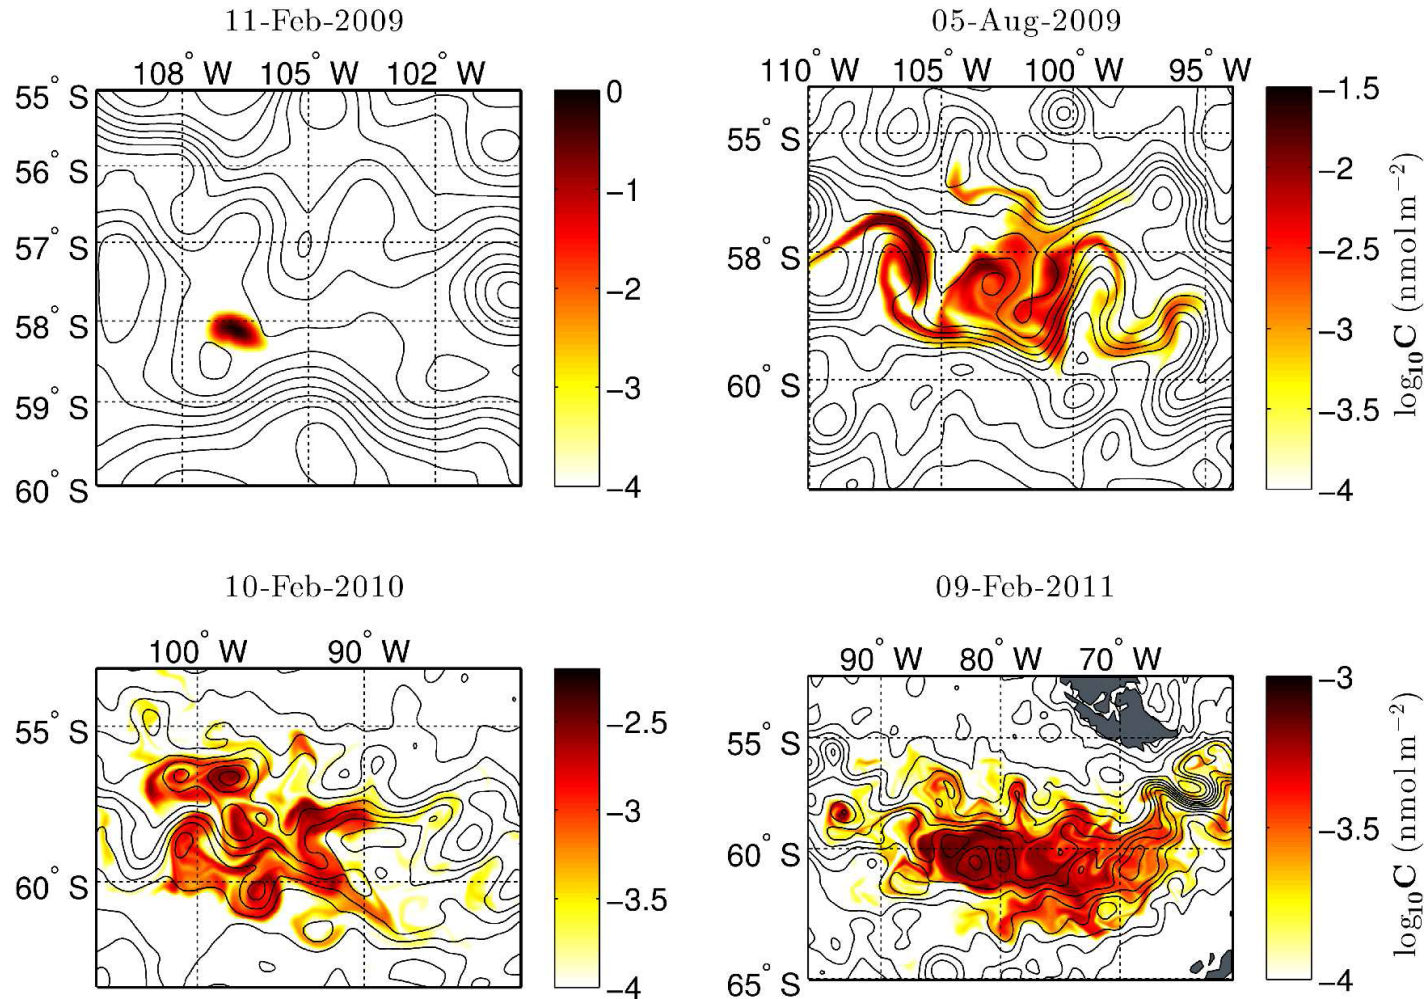 11-Feb-2009
108° W 105° W 102° W
55° S
56° S
57° S
58° S
59° S
60° S
0
−1
−2
−3
−4
05-Aug-2009
110° W 105° W 100° W 95° W
55° S
58° S
60° S
−1.5
−2
−2.5
−3
−3.5
−4
log₁₀C (nmol m⁻²)
10-Feb-2010
100° W 90° W
55° S
60° S
−2.5
−3
−3.5
−4
09-Feb-2011
90° W 80° W 70° W
55° S
60° S
65° S
−3
−3.5
−4
log₁₀C (nmol m⁻²)